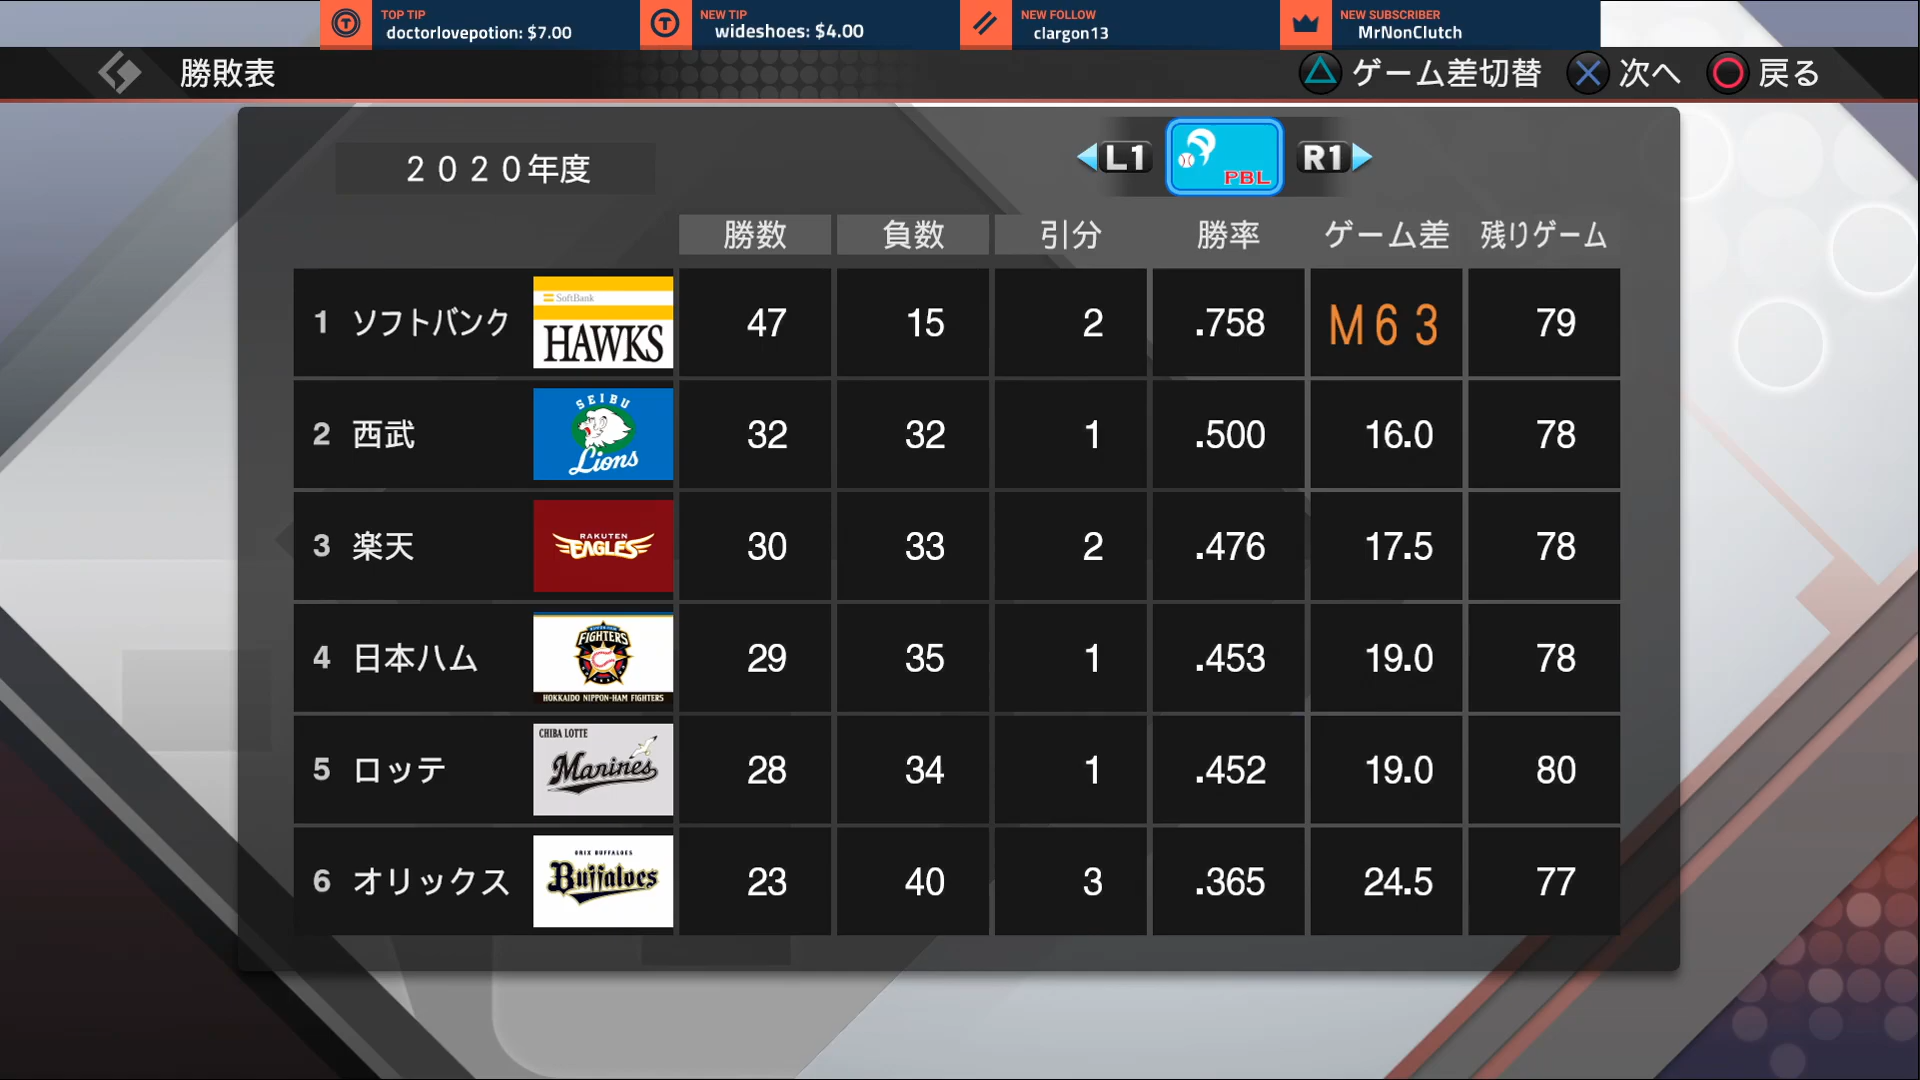 TOP TIP
doctorlovepotion: $7.00
NEW TIP
wideshoes: $4.00
NEW FOLLOW
clargon13
NEW SUBSCRIBER
MrNonClutch
勝敗表
ゲーム差切替 次へ 戻る
2020年度
L1 PBL R1
勝数 負数 引分 勝率 ゲーム差 残りゲーム
1 ソフトバンク SoftBank HAWKS 47 15 2 .758 M63 79
2 西武 SEIBU Lions 32 32 1 .500 16.0 78
3 楽天 RAKUTEN EAGLES 30 33 2 .476 17.5 78
4 日本ハム FIGHTERS HOKKAIDO NIPPON-HAM FIGHTERS 29 35 1 .453 19.0 78
5 ロッテ CHIBA LOTTE Marines 28 34 1 .452 19.0 80
6 オリックス ORIX BUFFALOES Buffaloes 23 40 3 .365 24.5 77